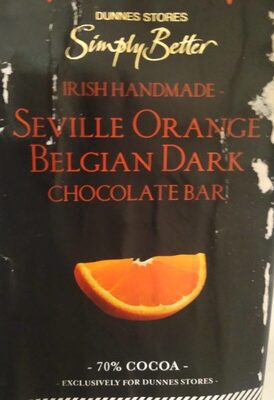 DUNNES STORES
Simply Better
IRISH HANDMADE -
SEVILLE ORANGE
BELGIAN DARK
CHOCOLATE BAR
- 70% COCOA -
- EXCLUSIVELY FOR DUNNES STORES -